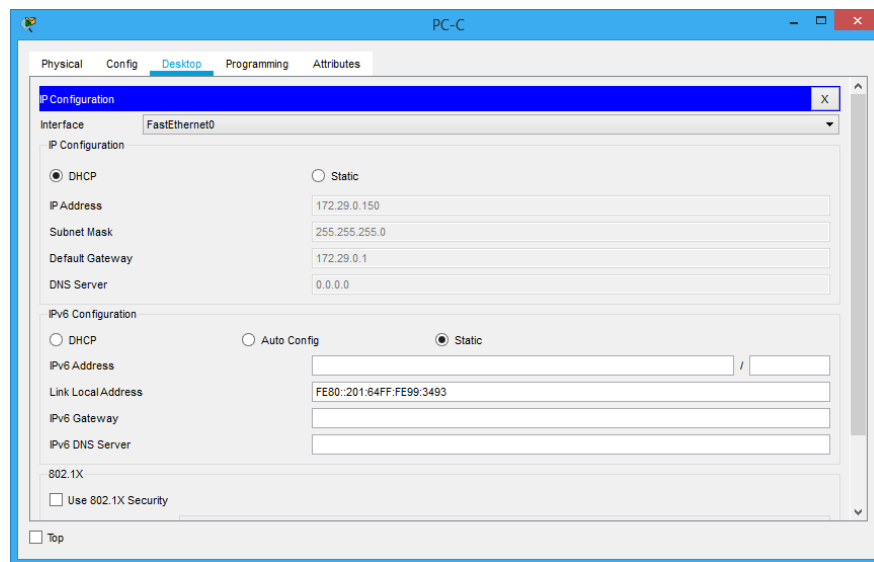 PC-C
Physical Config Desktop Programming Attributes
IP Configuration X
Interface FastEthernet0
IP Configuration
DHCP Static
IP Address 172.29.0.150
Subnet Mask 255.255.255.0
Default Gateway 172.29.0.1
DNS Server 0.0.0.0
IPv6 Configuration
DHCP Auto Config Static
IPv6 Address /
Link Local Address FE80::201:64FF:FE99:3493
IPv6 Gateway
IPv6 DNS Server
802.1X
Use 802.1X Security
Top